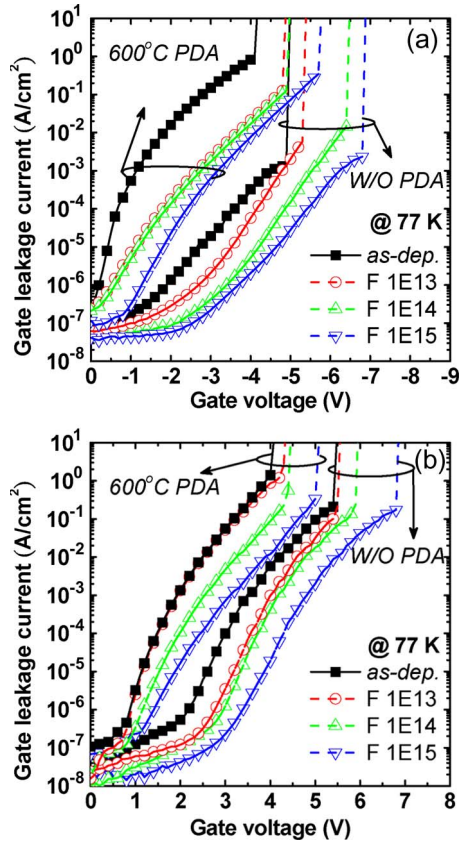 (a)
600°C PDA
W/O PDA
@ 77 K
as-dep.
F 1E13
F 1E14
F 1E15
Gate leakage current (A/cm²)
10¹
10⁰
10⁻¹
10⁻²
10⁻³
10⁻⁴
10⁻⁵
10⁻⁶
10⁻⁷
10⁻⁸
0 -1 -2 -3 -4 -5 -6 -7 -8 -9
Gate voltage (V)
(b)
600°C PDA
W/O PDA
@ 77 K
as-dep.
F 1E13
F 1E14
F 1E15
Gate leakage current (A/cm²)
10¹
10⁰
10⁻¹
10⁻²
10⁻³
10⁻⁴
10⁻⁵
10⁻⁶
10⁻⁷
10⁻⁸
0 1 2 3 4 5 6 7 8
Gate voltage (V)